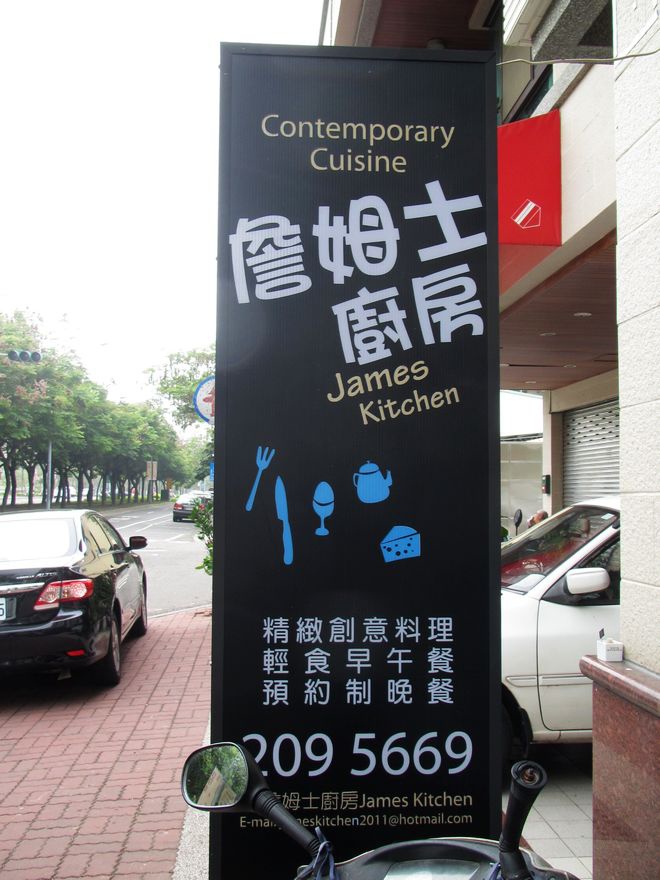 Contemporary
Cuisine
詹姆士
廚房
James
Kitchen
精緻創意料理
輕食早午餐
預約制晚餐
209 5669
姆士廚房James Kitchen
E-mail:jameskitchen2011@hotmail.com